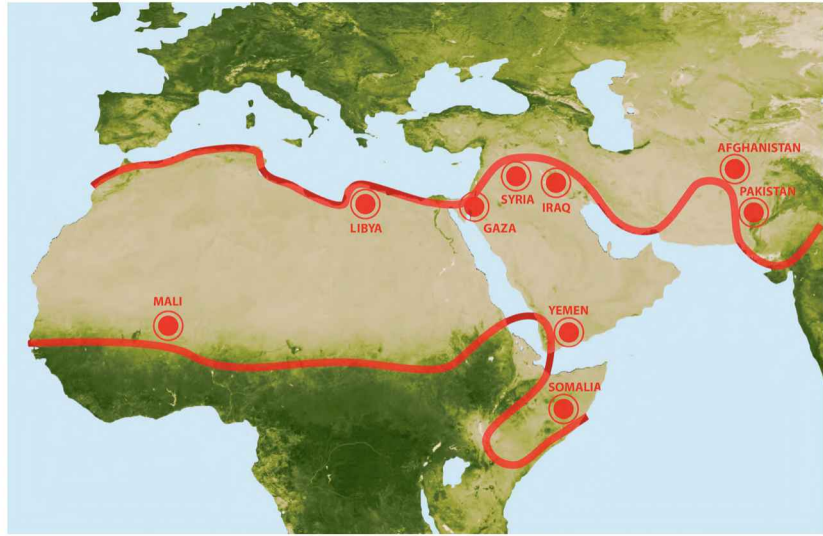 AFGHANISTAN
PAKISTAN
SYRIA
IRAQ
LIBYA
GAZA
MALI
YEMEN
SOMALIA